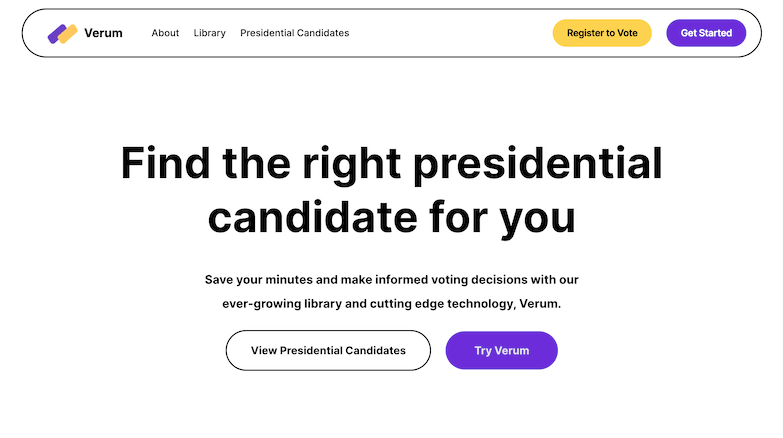 Verum
About
Library
Presidential Candidates
Register to Vote
Get Started
Find the right presidential
candidate for you
Save your minutes and make informed voting decisions with our
ever-growing library and cutting edge technology, Verum.
View Presidential Candidates
Try Verum